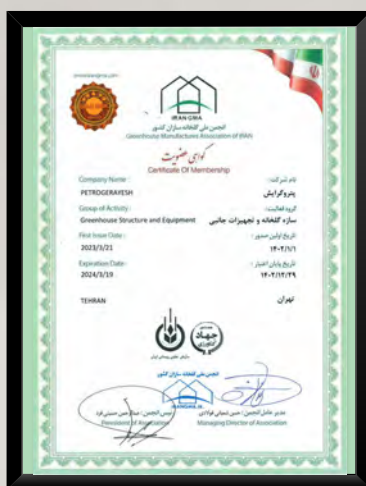 IRAN GMA
انجمن ملی گلخانه سازان کشور
Greenhouse Manufactures Association of IRAN
گواهی عضویت
Certificate Of Membership
Company Name :
نام شرکت:
PETROGERAYESH
پتروگرایش
Group of Activity :
گروه فعالیت:
Greenhouse Structure and Equipment
سازه گلخانه و تجهیزات جانبی
First Issue Date :
تاریخ اولین صدور :
2023/3/21
۱۴۰۲/۱/۱
Expiration Date :
تاریخ پایان اعتبار :
2024/3/19
۱۴۰۲/۱۲/۲۹
TEHRAN
تهران
جهاد
کشاورزی
انجمن ملی گلخانه سازان کشور
مدیر عامل انجمن :
President of Association
Managing Director of Association